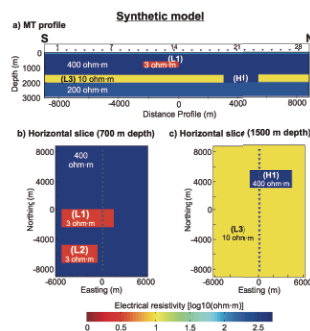 Synthetic model
a) MT profile
S
1 7 14 21 28
Depth (m)
0
1000
2000
3000
400 ohm·m
(L1)
3 ohm·m
(L3) 10 ohm·m
(H1)
200 ohm·m
-8000 -4000 0 4000 8000
Distance Profile (m)
b) Horizontal slice (700 m depth)
Northing (m)
8000
4000
0
-4000
-8000
400
ohm·m
(L1)
3 ohm·m
(L2)
3 ohm·m
-6000 0 6000
Easting (m)
c) Horizontal slice (1500 m depth)
Northing (m)
8000
4000
0
-4000
-8000
(H1)
400 ohm·m
(L3)
10 ohm·m
-6000 0 6000
Easting (m)
Electrical resistivity [log10(ohm·m)]
0 0.5 1 1.5 2 2.5